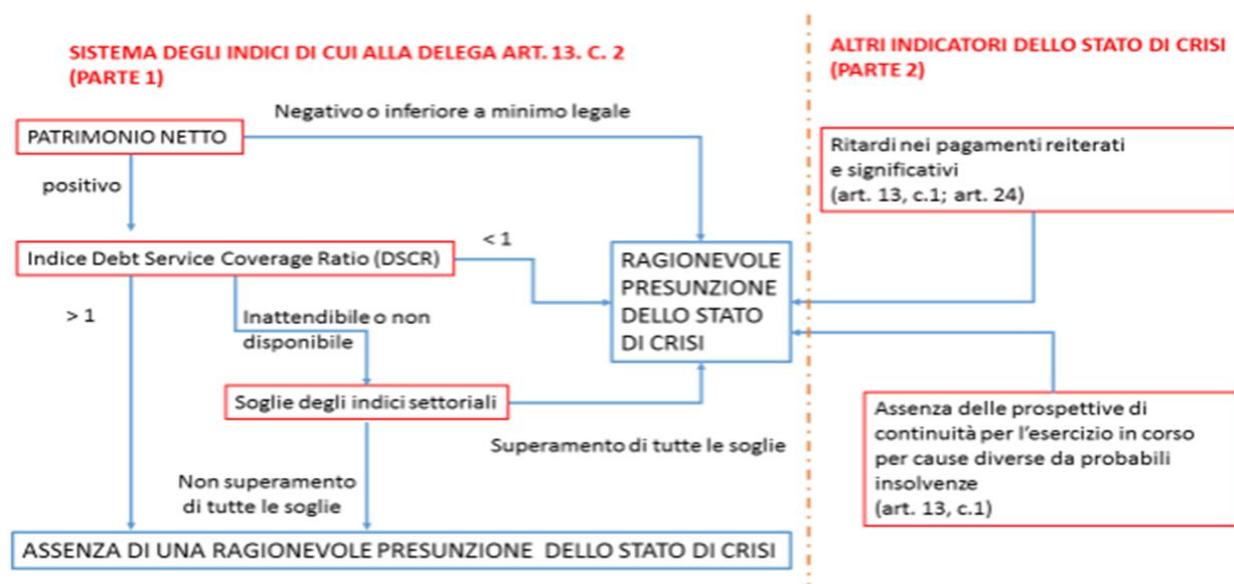 SISTEMA DEGLI INDICI DI CUI ALLA DELEGA ART. 13. C. 2
(PARTE 1)
Negativo o inferiore a minimo legale
PATRIMONIO NETTO
positivo
Indice Debt Service Coverage Ratio (DSCR)
< 1
> 1
Inattendibile o non
disponibile
Soglie degli indici settoriali
Superamento di tutte le soglie
Non superamento
di tutte le soglie
RAGIONEVOLE
PRESUNZIONE
DELLO STATO
DI CRISI
ASSENZA DI UNA RAGIONEVOLE PRESUNZIONE DELLO STATO DI CRISI
ALTRI INDICATORI DELLO STATO DI CRISI
(PARTE 2)
Ritardi nei pagamenti reiterati
e significativi
(art. 13, c.1; art. 24)
Assenza delle prospettive di
continuità per l'esercizio in corso
per cause diverse da probabili
insolvenze
(art. 13, c.1)